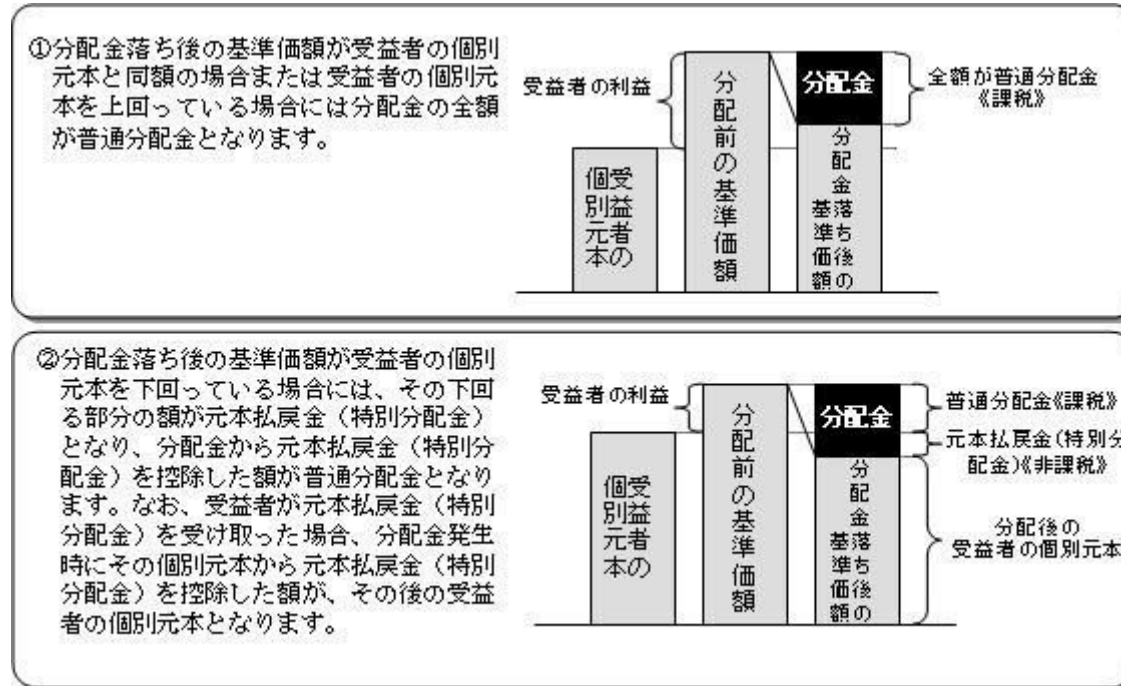 ①分配金落ち後の基準価額が受益者の個別
元本と同額の場合または受益者の個別元
本を上回っている場合には分配金の全額
が普通分配金となります。
受益者の利益
受益者の
個別元本
分配前の基準価額
分配金
分配金落ち後の
基準価額
全額が普通分配金
《課税》
②分配金落ち後の基準価額が受益者の個別
元本を下回っている場合には、その下回
る部分の額が元本払戻金（特別分配金）
となり、分配金から元本払戻金（特別分
配金）を控除した額が普通分配金となり
ます。なお、受益者が元本払戻金（特別
分配金）を受け取った場合、分配金発生
時にその個別元本から元本払戻金（特別
分配金）を控除した額が、その後の受益
者の個別元本となります。
受益者の利益
受益者の
個別元本
分配前の基準価額
分配金
分配金落ち後の
基準価額
普通分配金《課税》
元本払戻金(特別分
配金)《非課税》
分配後の
受益者の個別元本